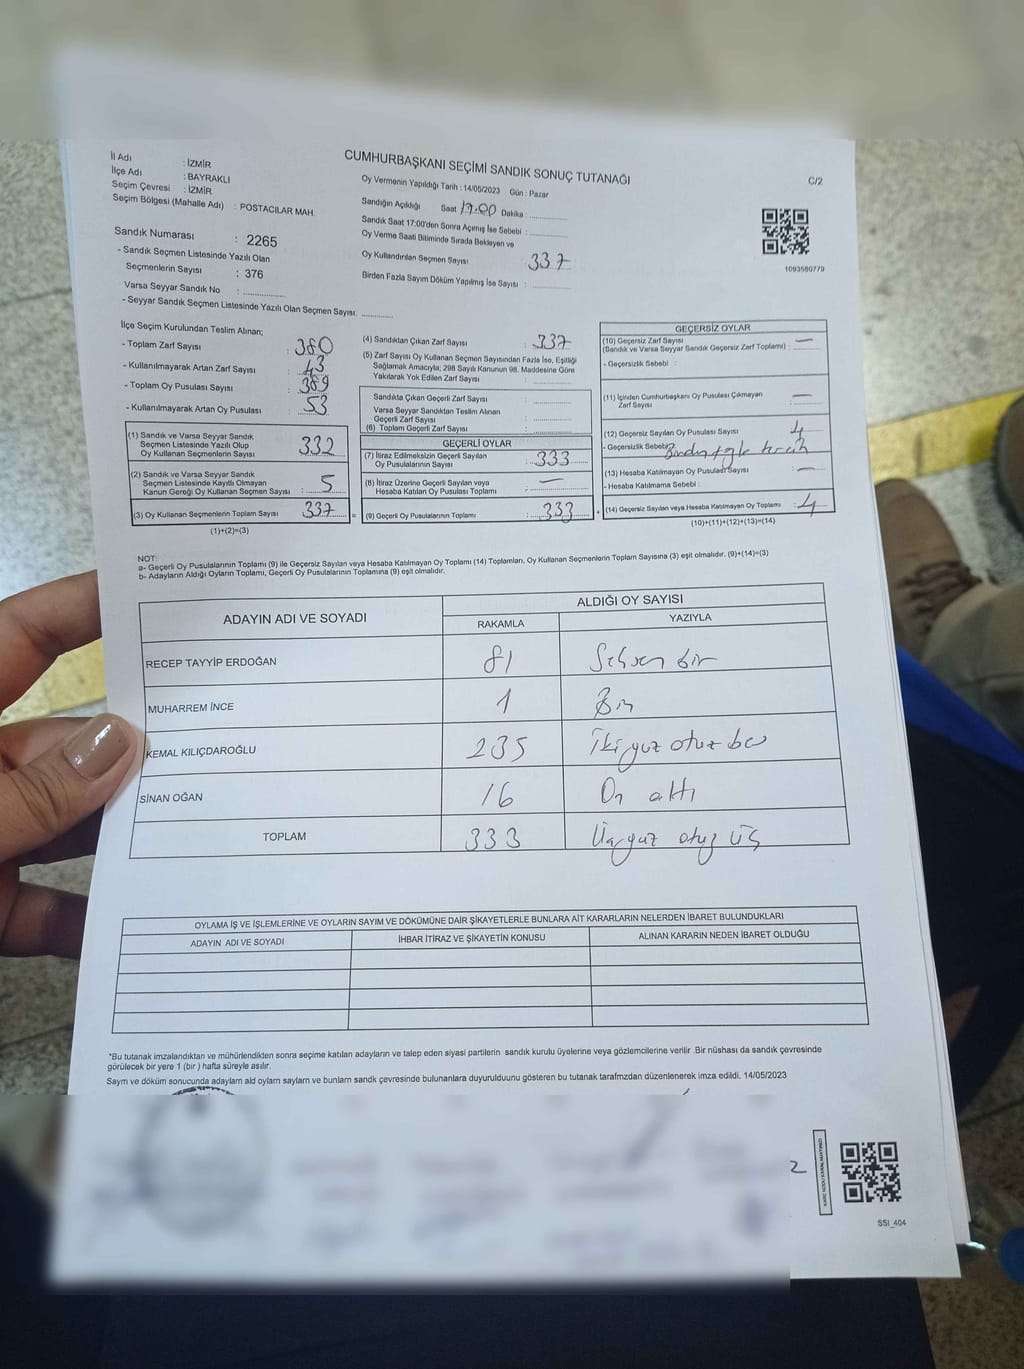 CUMHURBAŞKANI SEÇİMİ SANDIK SONUÇ TUTANAĞI
C/2
İl Adı : İZMİR
İlçe Adı : BAYRAKLI
Seçim Çevresi : İZMİR
Seçim Bölgesi (Mahalle Adı) : POSTACILAR MAH.
Sandık Numarası : 2265
- Sandık Seçmen Listesinde Yazılı Olan
Seçmenlerin Sayısı : 376
Varsa Seyyar Sandık No :
- Seyyar Sandık Seçmen Listesinde Yazılı Olan Seçmen Sayısı:
Oy Vermenin Yapıldığı Tarih : 14/05/2023 Gün : Pazar
Sandığın Açıldığı Saat 17.00 Dakika :
Sandık Saat 17:00'den Sonra Açmış İse Sebebi :
Oy Verme Saati Bitiminde Sırada Bekleyen ve
Oy Kullandırılan Seçmen Sayısı 337
Birden Fazla Sayım Döküm Yapılmış İse Sayısı :
1093560779
İlçe Seçim Kurulundan Teslim Alınan;
- Toplam Zarf Sayısı : 380
- Kullanılmayarak Artan Zarf Sayısı : 43
- Toplam Oy Pusulası Sayısı : 389
- Kullanılmayarak Artan Oy Pusulası : 53
(1) Sandık ve Varsa Seyyar Sandık
Seçmen Listesinde Yazılı Olup
Oy Kullanan Seçmenlerin Sayısı 332
(2) Sandık ve Varsa Seyyar Sandık
Seçmen Listesinde Kayıtlı Olmayan
Kanun Gereği Oy Kullanan Seçmen Sayısı : 5
(3) Oy Kullanan Seçmenlerin Toplam Sayısı : 337
(1)+(2)=(3)
(4) Sandıktan Çıkan Zarf Sayısı : 337
(5) Zarf Sayısı Oy Kullanan Seçmen Sayısından Fazla İse, Eşitliği
Sağlamak Amacıyla; 298 Sayılı Kanunun 98. Maddesine Göre
Yakılarak Yok Edilen Zarf Sayısı :
Sandıkta Çıkan Geçerli Zarf Sayısı :
Varsa Seyyar Sandıktan Teslim Alınan
Geçerli Zarf Sayısı :
(6) Toplam Geçerli Zarf Sayısı :
GEÇERLİ OYLAR
(7) İtiraz Edilmeksizin Geçerli Sayılan
Oy Pusulalarının Sayısı : 333
(8) İtiraz Üzerine Geçerli Sayılan veya
Hesaba Katılan Oy Pusulası Toplamı : —
(9) Geçerli Oy Pusulalarının Toplamı : 333
GEÇERSİZ OYLAR
(10) Geçersiz Zarf Sayısı
(Sandık ve Varsa Seyyar Sandık Geçersiz Zarf Toplamı) : —
- Geçersizlik Sebebi :
(11) İçinden Cumhurbaşkanı Oy Pusulası Çıkmayan
Zarf Sayısı : —
(12) Geçersiz Sayılan Oy Pusulası Sayısı : 4
- Geçersizlik Sebebi :
(13) Hesaba Katılmayan Oy Pusulası Sayısı : —
- Hesaba Katılmama Sebebi :
(14) Geçersiz Sayılan veya Hesaba Katılmayan Oy Toplamı : 4
(10)+(11)+(12)+(13)=(14)
NOT:
a- Geçerli Oy Pusulalarının Toplamı (9) ile Geçersiz Sayılan veya Hesaba Katılmayan Oy Toplamı (14) Toplamları, Oy Kullanan Seçmenlerin Toplam Sayısına (3) eşit olmalıdır. (9)+(14)=(3)
b- Adayların Aldığı Oyların Toplamı, Geçerli Oy Pusulalarının Toplamına (9) eşit olmalıdır.
ADAYIN ADI VE SOYADI ALDIĞI OY SAYISI
RAKAMLA YAZIYLA
RECEP TAYYİP ERDOĞAN 81 Seksen bir
MUHARREM İNCE 1 Bir
KEMAL KILIÇDAROĞLU 235 İkiyüz otuz beş
SİNAN OĞAN 16 On altı
TOPLAM 333 Üçyüz otuz üç
OYLAMA İŞ VE İŞLEMLERİNE VE OYLARIN SAYIM VE DÖKÜMÜNE DAİR ŞİKAYETLERLE BUNLARA AİT KARARLARIN NELERDEN İBARET BULUNDUKLARI
ADAYIN ADI VE SOYADI İHBAR İTİRAZ VE ŞİKAYETİN KONUSU ALINAN KARARIN NEDEN İBARET OLDUĞU
*Bu tutanak imzalandıktan ve mühürlendikten sonra seçime katılan adayların ve talep eden siyasi partilerin sandık kurulu üyelerine veya gözlemcilerine verilir .Bir nüshası da sandık çevresinde
görülecek bir yere 1 (bir ) hafta süreyle asılır.
Saym ve döküm sonucunda adaylarn ald oylarn saylarn ve bunlarn sandk çevresinde bulunanlara duyurulduunu gösteren bu tutanak tarafmzdan düzenlenerek imza edildi. 14/05/2023
2
SSI_404